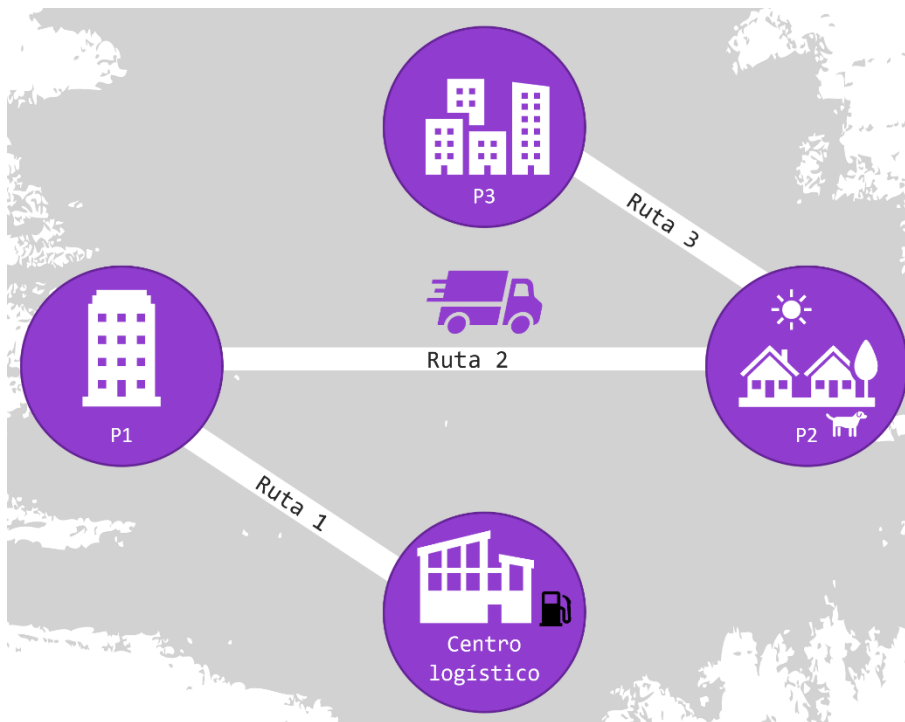 P3
Ruta 3
Ruta 2
P1
P2
Ruta 1
Centro
logístico